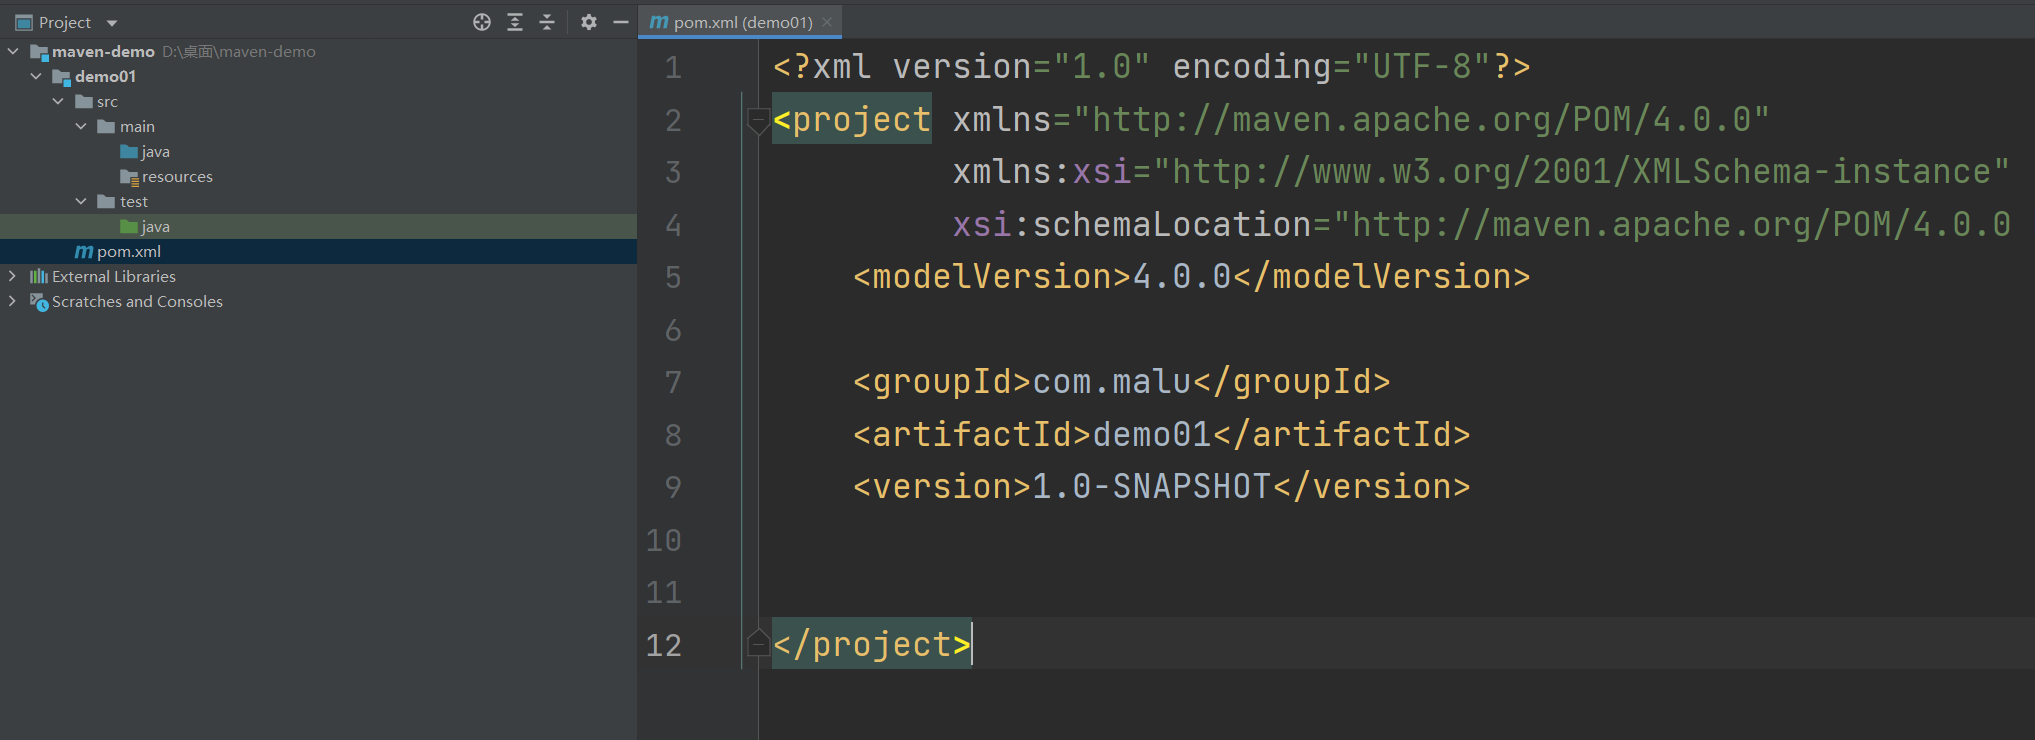 Project
maven-demo D:\桌面\maven-demo
demo01
src
main
java
resources
test
java
pom.xml
External Libraries
Scratches and Consoles
pom.xml (demo01)
1 <?xml version="1.0" encoding="UTF-8"?>
2 <project xmlns="http://maven.apache.org/POM/4.0.0"
3 xmlns:xsi="http://www.w3.org/2001/XMLSchema-instance"
4 xsi:schemaLocation="http://maven.apache.org/POM/4.0.0
5 <modelVersion>4.0.0</modelVersion>
6
7 <groupId>com.malu</groupId>
8 <artifactId>demo01</artifactId>
9 <version>1.0-SNAPSHOT</version>
10
11
12 </project>